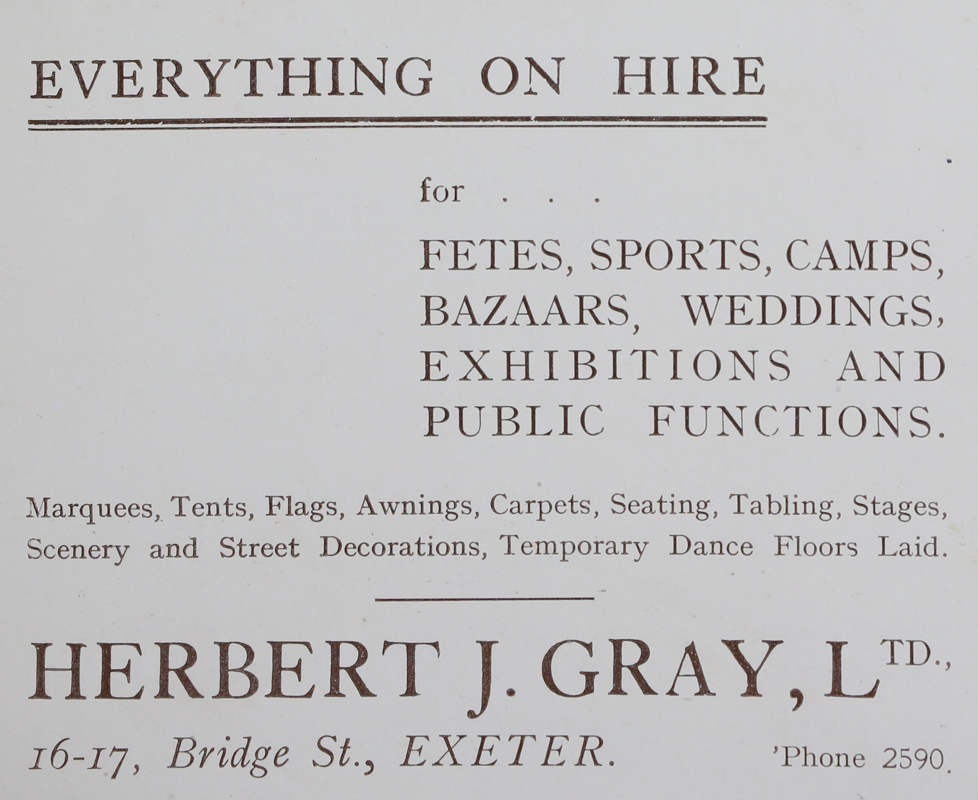 EVERYTHING ON HIRE
for . . .
FETES, SPORTS, CAMPS,
BAZAARS, WEDDINGS,
EXHIBITIONS AND
PUBLIC FUNCTIONS.
Marquees, Tents, Flags, Awnings, Carpets, Seating, Tabling, Stages,
Scenery and Street Decorations, Temporary Dance Floors Laid.
HERBERT J. GRAY, LTD.,
16-17, Bridge St., EXETER. 'Phone 2590.